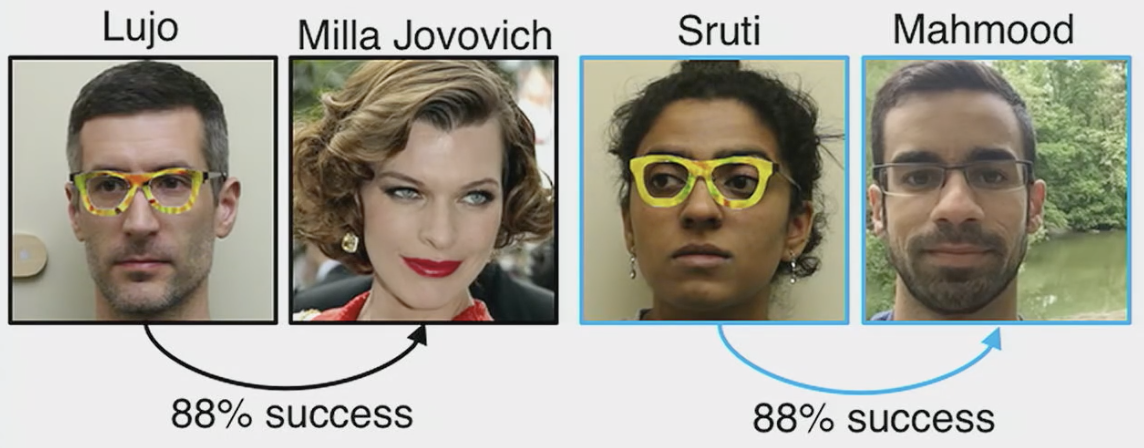 Lujo
Milla Jovovich
Sruti
Mahmood
88% success
88% success